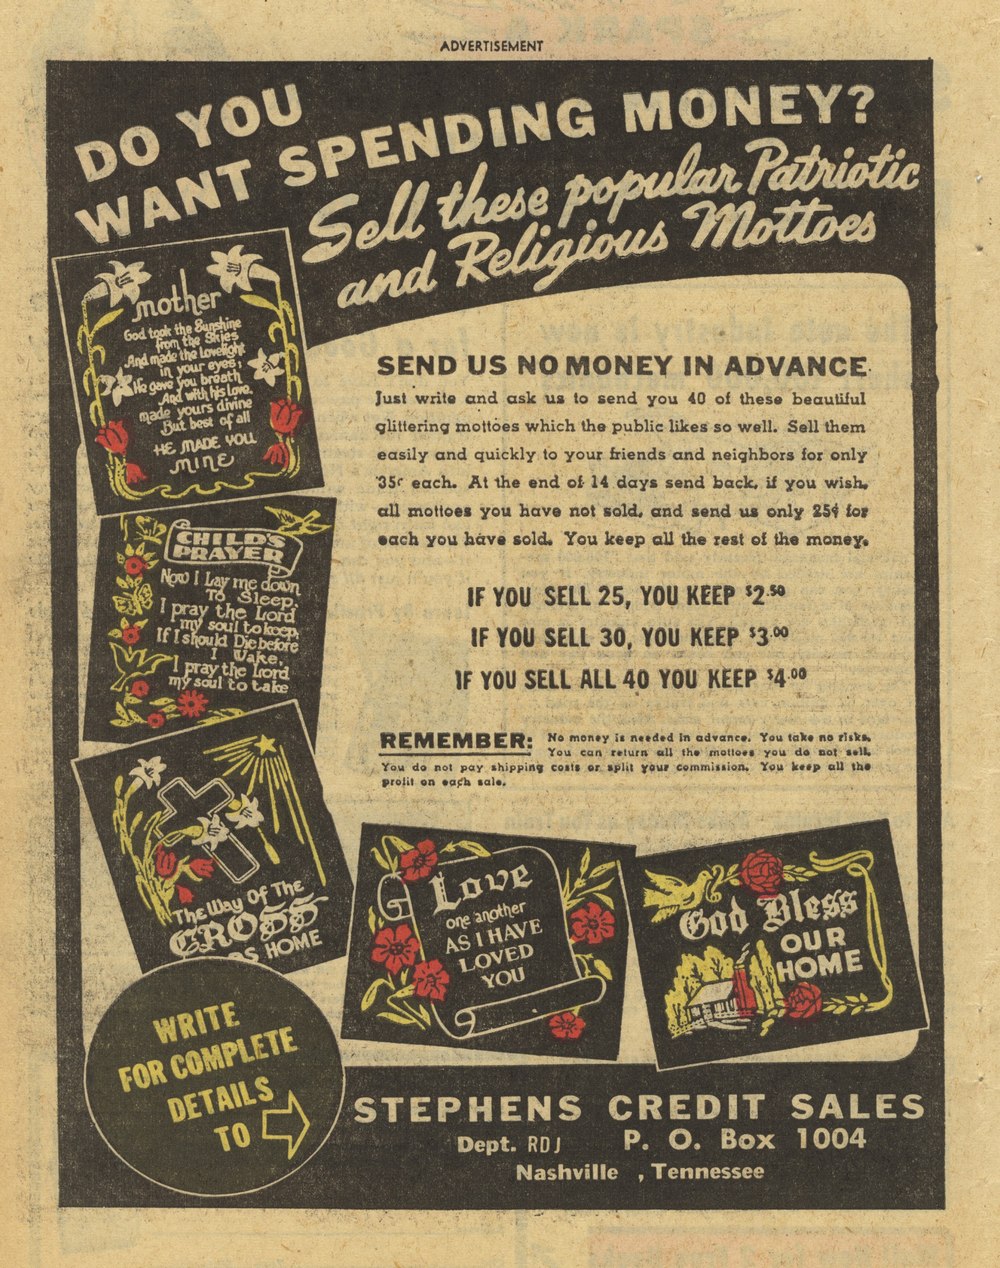 ADVERTISEMENT
DO YOU
WANT SPENDING MONEY?
Sell these popular Patriotic
and Religious Mottoes
mother
God took the Sunshine
from the Skies
And made the Lovelight
in your eyes;
He gave you breath
And with his Love,
made yours divine
But best of all
HE MADE YOU
MINE
CHILD'S
PRAYER
Now I Lay me down
To Sleep,
I pray the Lord
my soul to keep,
If I should Die before
I Wake,
I pray the Lord
my soul to take
The Way Of The
CROSS
HOME
SEND US NO MONEY IN ADVANCE
Just write and ask us to send you 40 of these beautiful
glittering mottoes which the public likes so well. Sell them
easily and quickly to your friends and neighbors for only
35¢ each. At the end of 14 days send back, if you wish,
all mottoes you have not sold, and send us only 25¢ for
each you have sold. You keep all the rest of the money.
IF YOU SELL 25, YOU KEEP $2.50
IF YOU SELL 30, YOU KEEP $3.00
IF YOU SELL ALL 40 YOU KEEP $4.00
REMEMBER: No money is needed in advance. You take no risks.
You can return all the mottoes you do not sell.
You do not pay shipping costs or split your commission. You keep all the
profit on each sale.
Love
one another
AS I HAVE
LOVED
YOU
God Bless
OUR
HOME
WRITE
FOR COMPLETE
DETAILS
TO
STEPHENS CREDIT SALES
Dept. RDJ P. O. Box 1004
Nashville , Tennessee